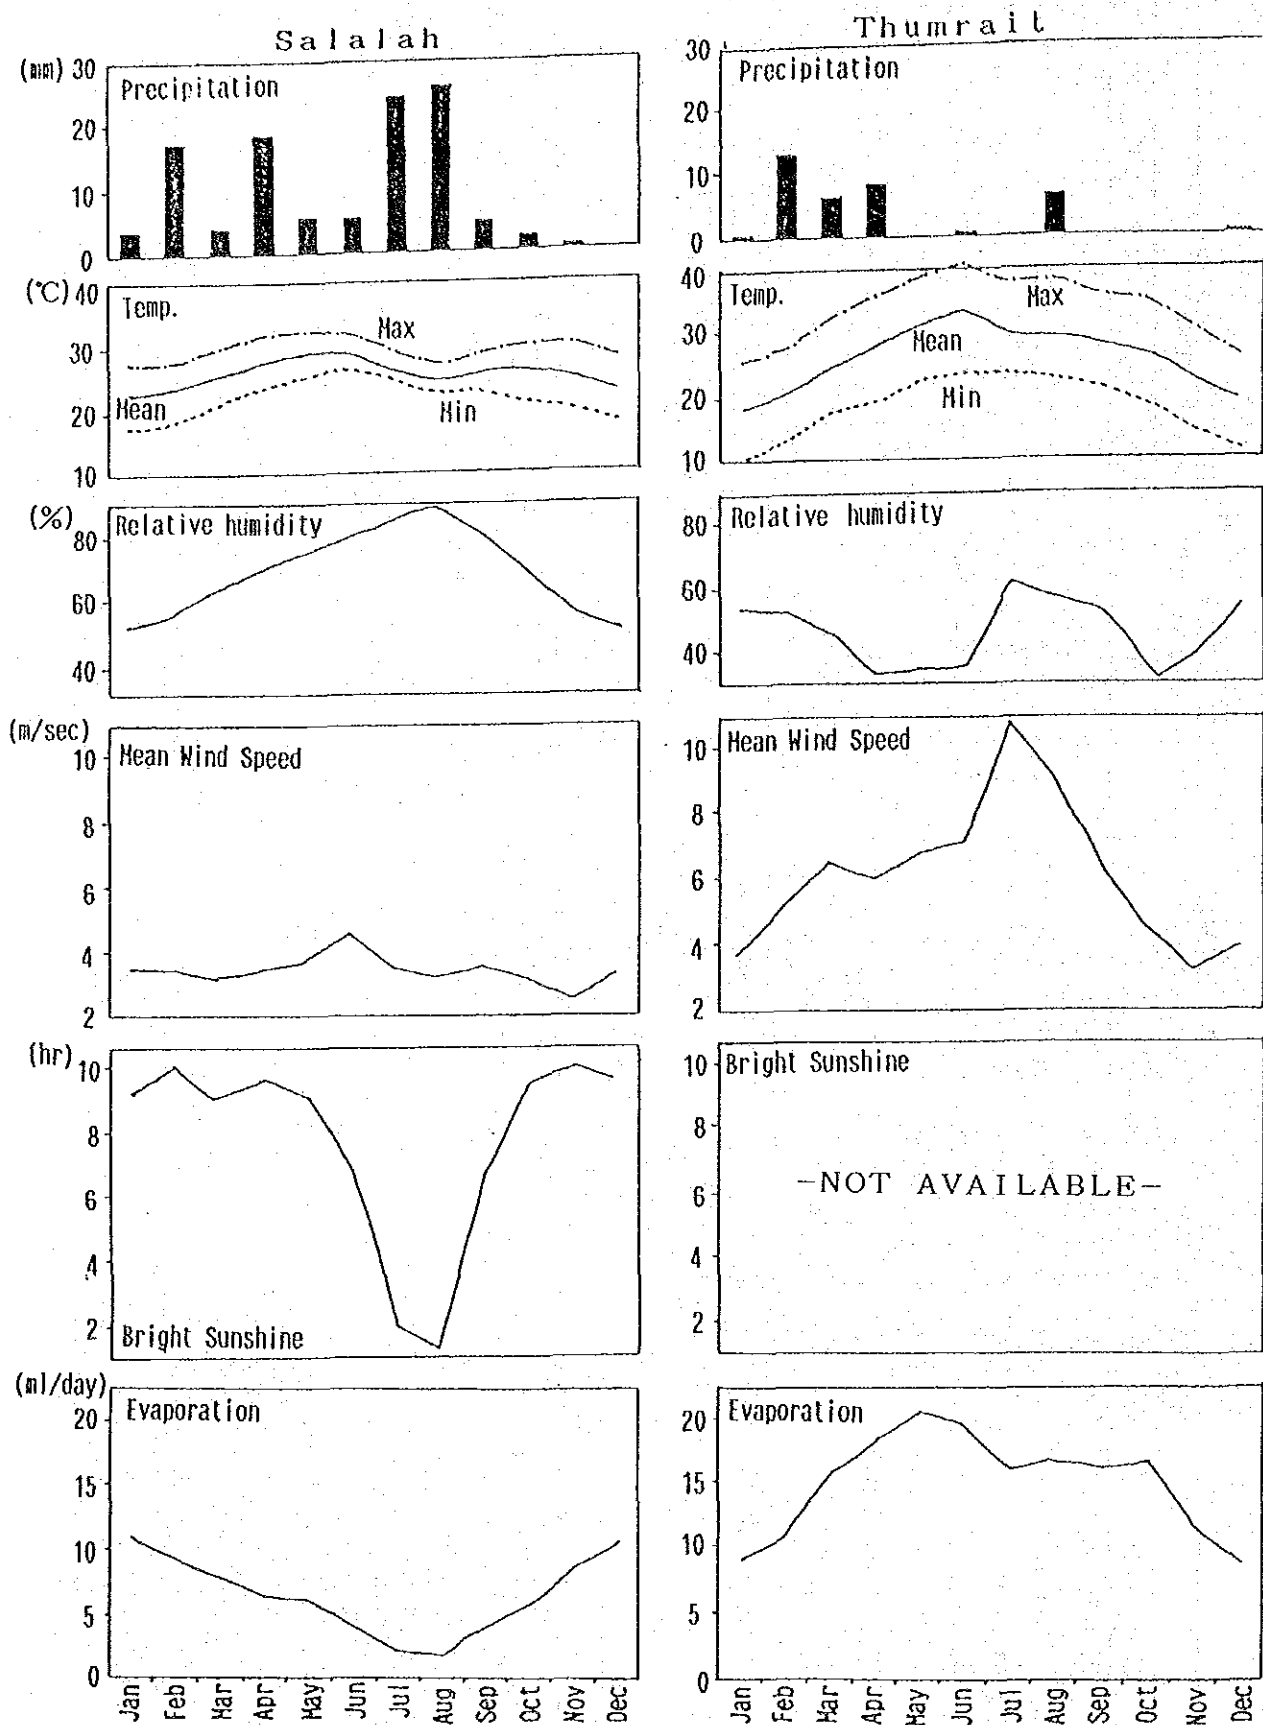 Salalah
(mm)
30
20
10
0
Precipitation
(℃)
40
30
20
10
Temp.
Max
Mean
Min
(%)
80
60
40
Relative humidity
(m/sec)
10
8
6
4
2
Mean Wind Speed
(hr)
10
8
6
4
2
Bright Sunshine
(ml/day)
20
15
10
5
0
Evaporation
Jan Feb Mar Apr May Jun Jul Aug Sep Oct Nov Dec
Thumrait
30
20
10
0
Precipitation
40
30
20
10
Temp.
Max
Mean
Min
80
60
40
Relative humidity
10
8
6
4
2
Mean Wind Speed
10
8
6
4
2
Bright Sunshine
-NOT AVAILABLE-
20
15
10
5
0
Evaporation
Jan Feb Mar Apr May Jun Jul Aug Sep Oct Nov Dec